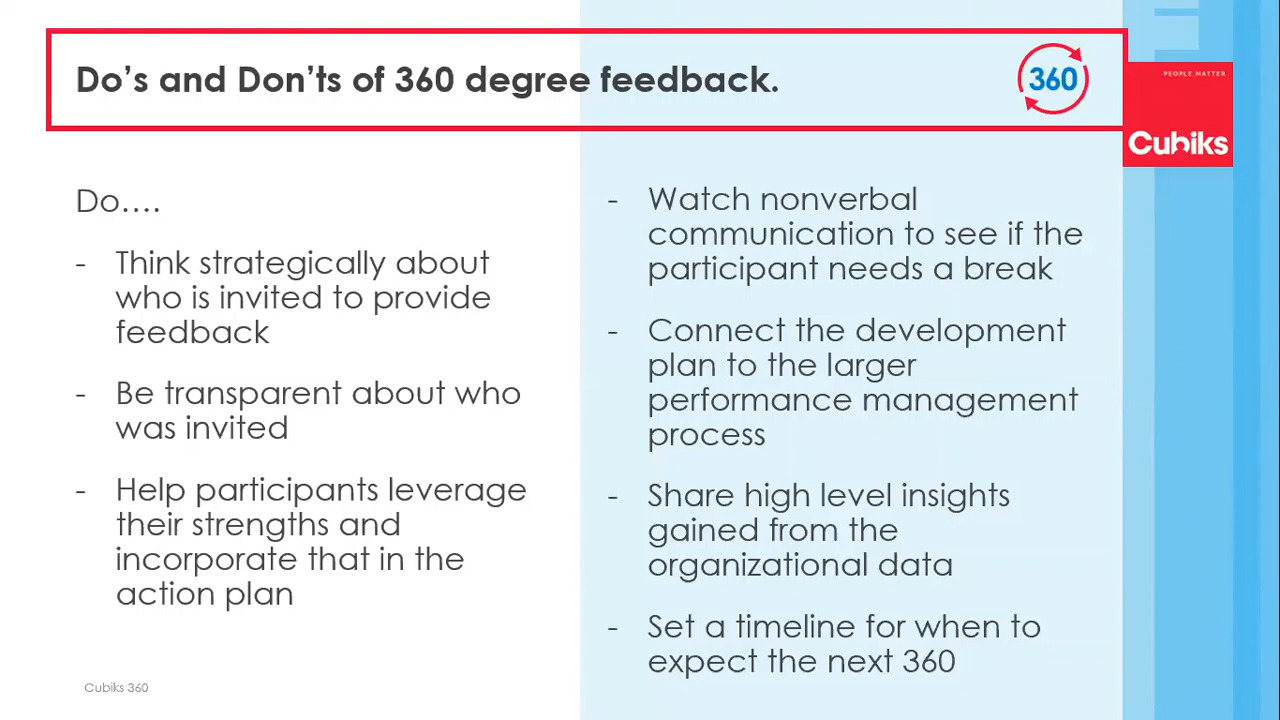 Do’s and Don’ts of 360 degree feedback.
360
PEOPLE MATTER
Cubiks
Do....
- Think strategically about
who is invited to provide
feedback
- Be transparent about who
was invited
- Help participants leverage
their strengths and
incorporate that in the
action plan
- Watch nonverbal
communication to see if the
participant needs a break
- Connect the development
plan to the larger
performance management
process
- Share high level insights
gained from the
organizational data
- Set a timeline for when to
expect the next 360
Cubiks 360